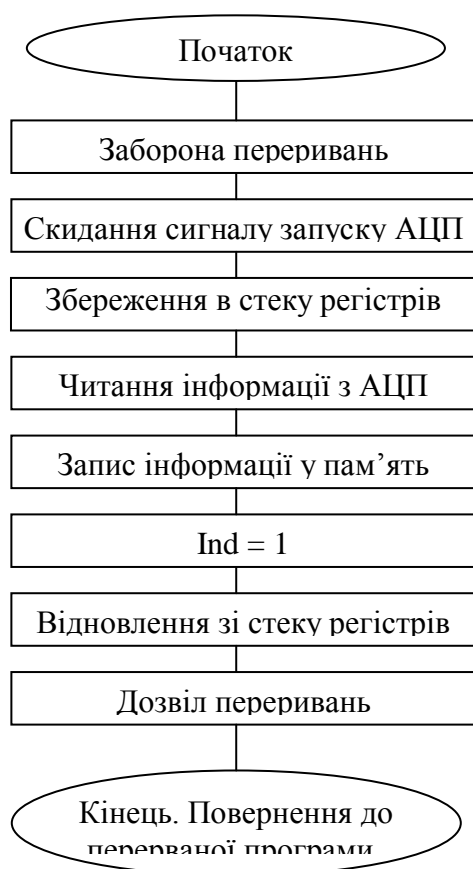 Початок
Заборона переривань
Скидання сигналу запуску АЦП
Збереження в стеку регістрів
Читання інформації з АЦП
Запис інформації у пам’ять
Ind = 1
Відновлення зі стеку регістрів
Дозвіл переривань
Кінець. Повернення до
перерваної програми